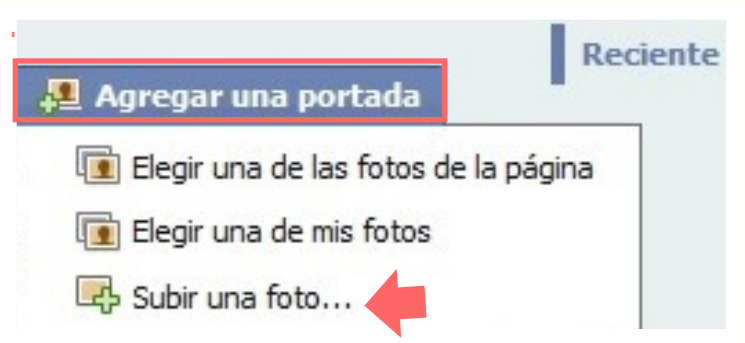 Reciente
Agregar una portada
Elegir una de las fotos de la página
Elegir una de mis fotos
Subir una foto...